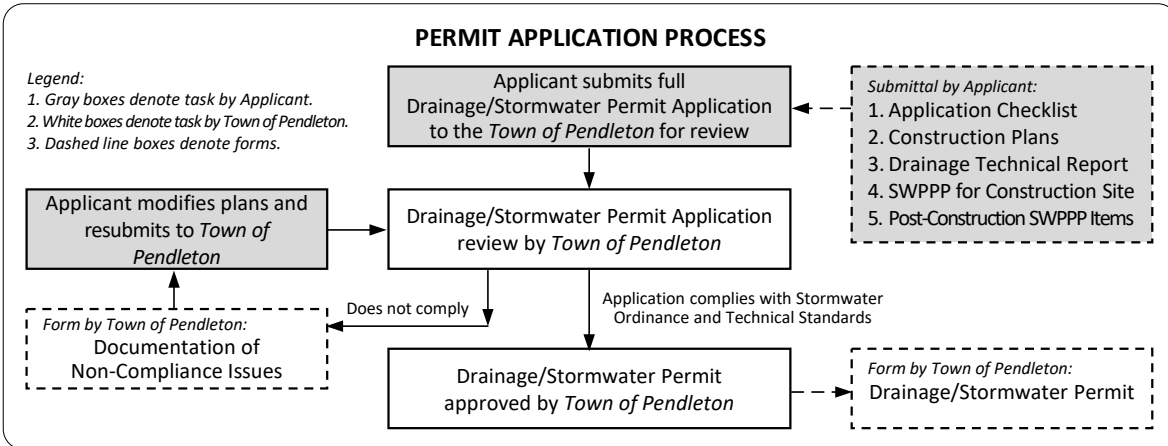 PERMIT APPLICATION PROCESS
Legend:
1. Gray boxes denote task by Applicant.
2. White boxes denote task by Town of Pendleton.
3. Dashed line boxes denote forms.
Applicant submits full
Drainage/Stormwater Permit Application
to the Town of Pendleton for review
Submittal by Applicant:
1. Application Checklist
2. Construction Plans
3. Drainage Technical Report
4. SWPPP for Construction Site
5. Post-Construction SWPPP Items
Applicant modifies plans and
resubmits to Town of
Pendleton
Drainage/Stormwater Permit Application
review by Town of Pendleton
Does not comply
Application complies with Stormwater
Ordinance and Technical Standards
Form by Town of Pendleton:
Documentation of
Non-Compliance Issues
Drainage/Stormwater Permit
approved by Town of Pendleton
Form by Town of Pendleton:
Drainage/Stormwater Permit